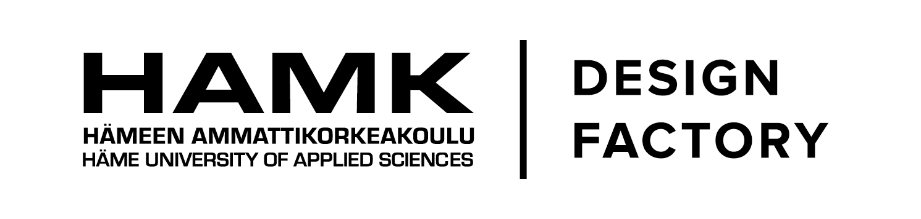 HAMK
HÄMEEN AMMATTIKORKEAKOULU
HÄME UNIVERSITY OF APPLIED SCIENCES
DESIGN
FACTORY